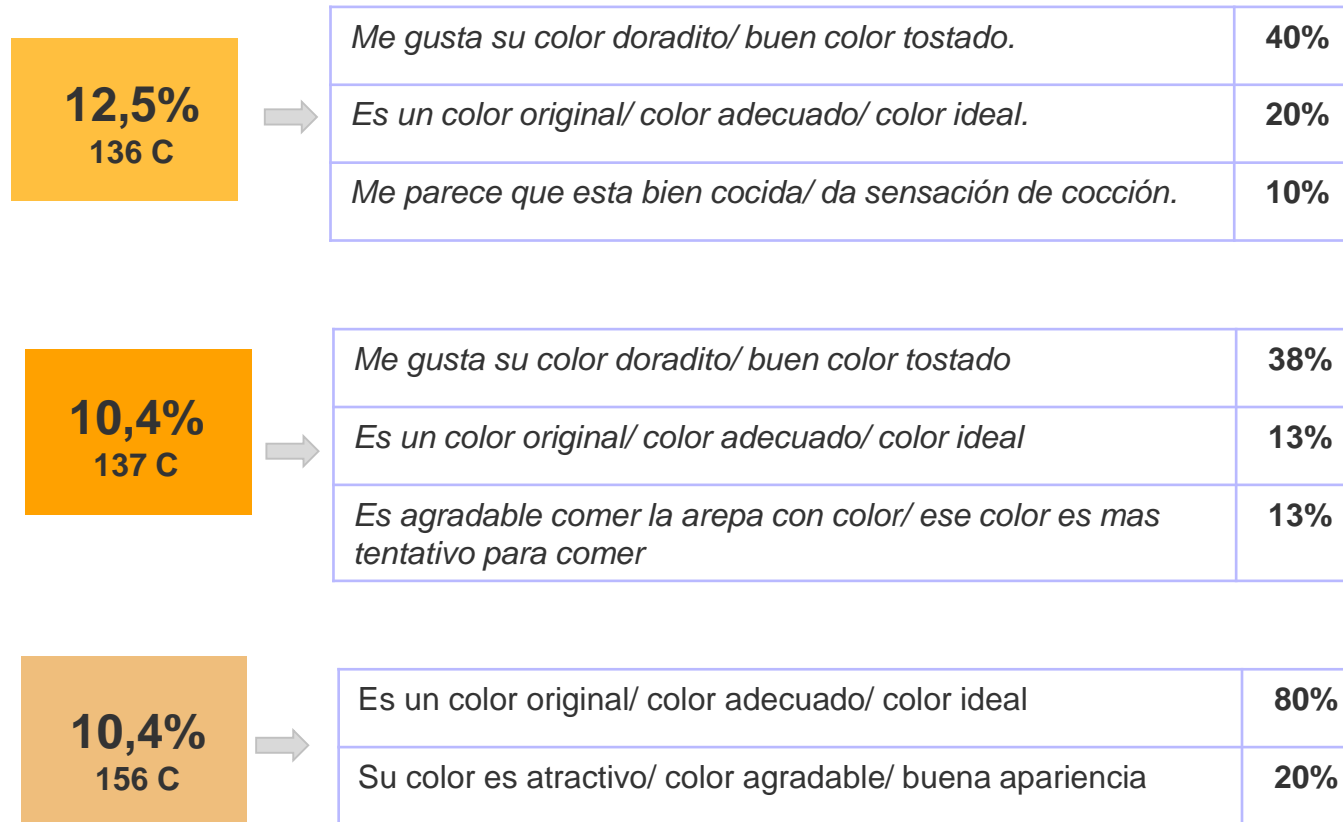 12,5%
136 C
Me gusta su color doradito/ buen color tostado.
40%
Es un color original/ color adecuado/ color ideal.
20%
Me parece que esta bien cocida/ da sensación de cocción.
10%
10,4%
137 C
Me gusta su color doradito/ buen color tostado
38%
Es un color original/ color adecuado/ color ideal
13%
Es agradable comer la arepa con color/ ese color es mas
tentativo para comer
13%
10,4%
156 C
Es un color original/ color adecuado/ color ideal
80%
Su color es atractivo/ color agradable/ buena apariencia
20%